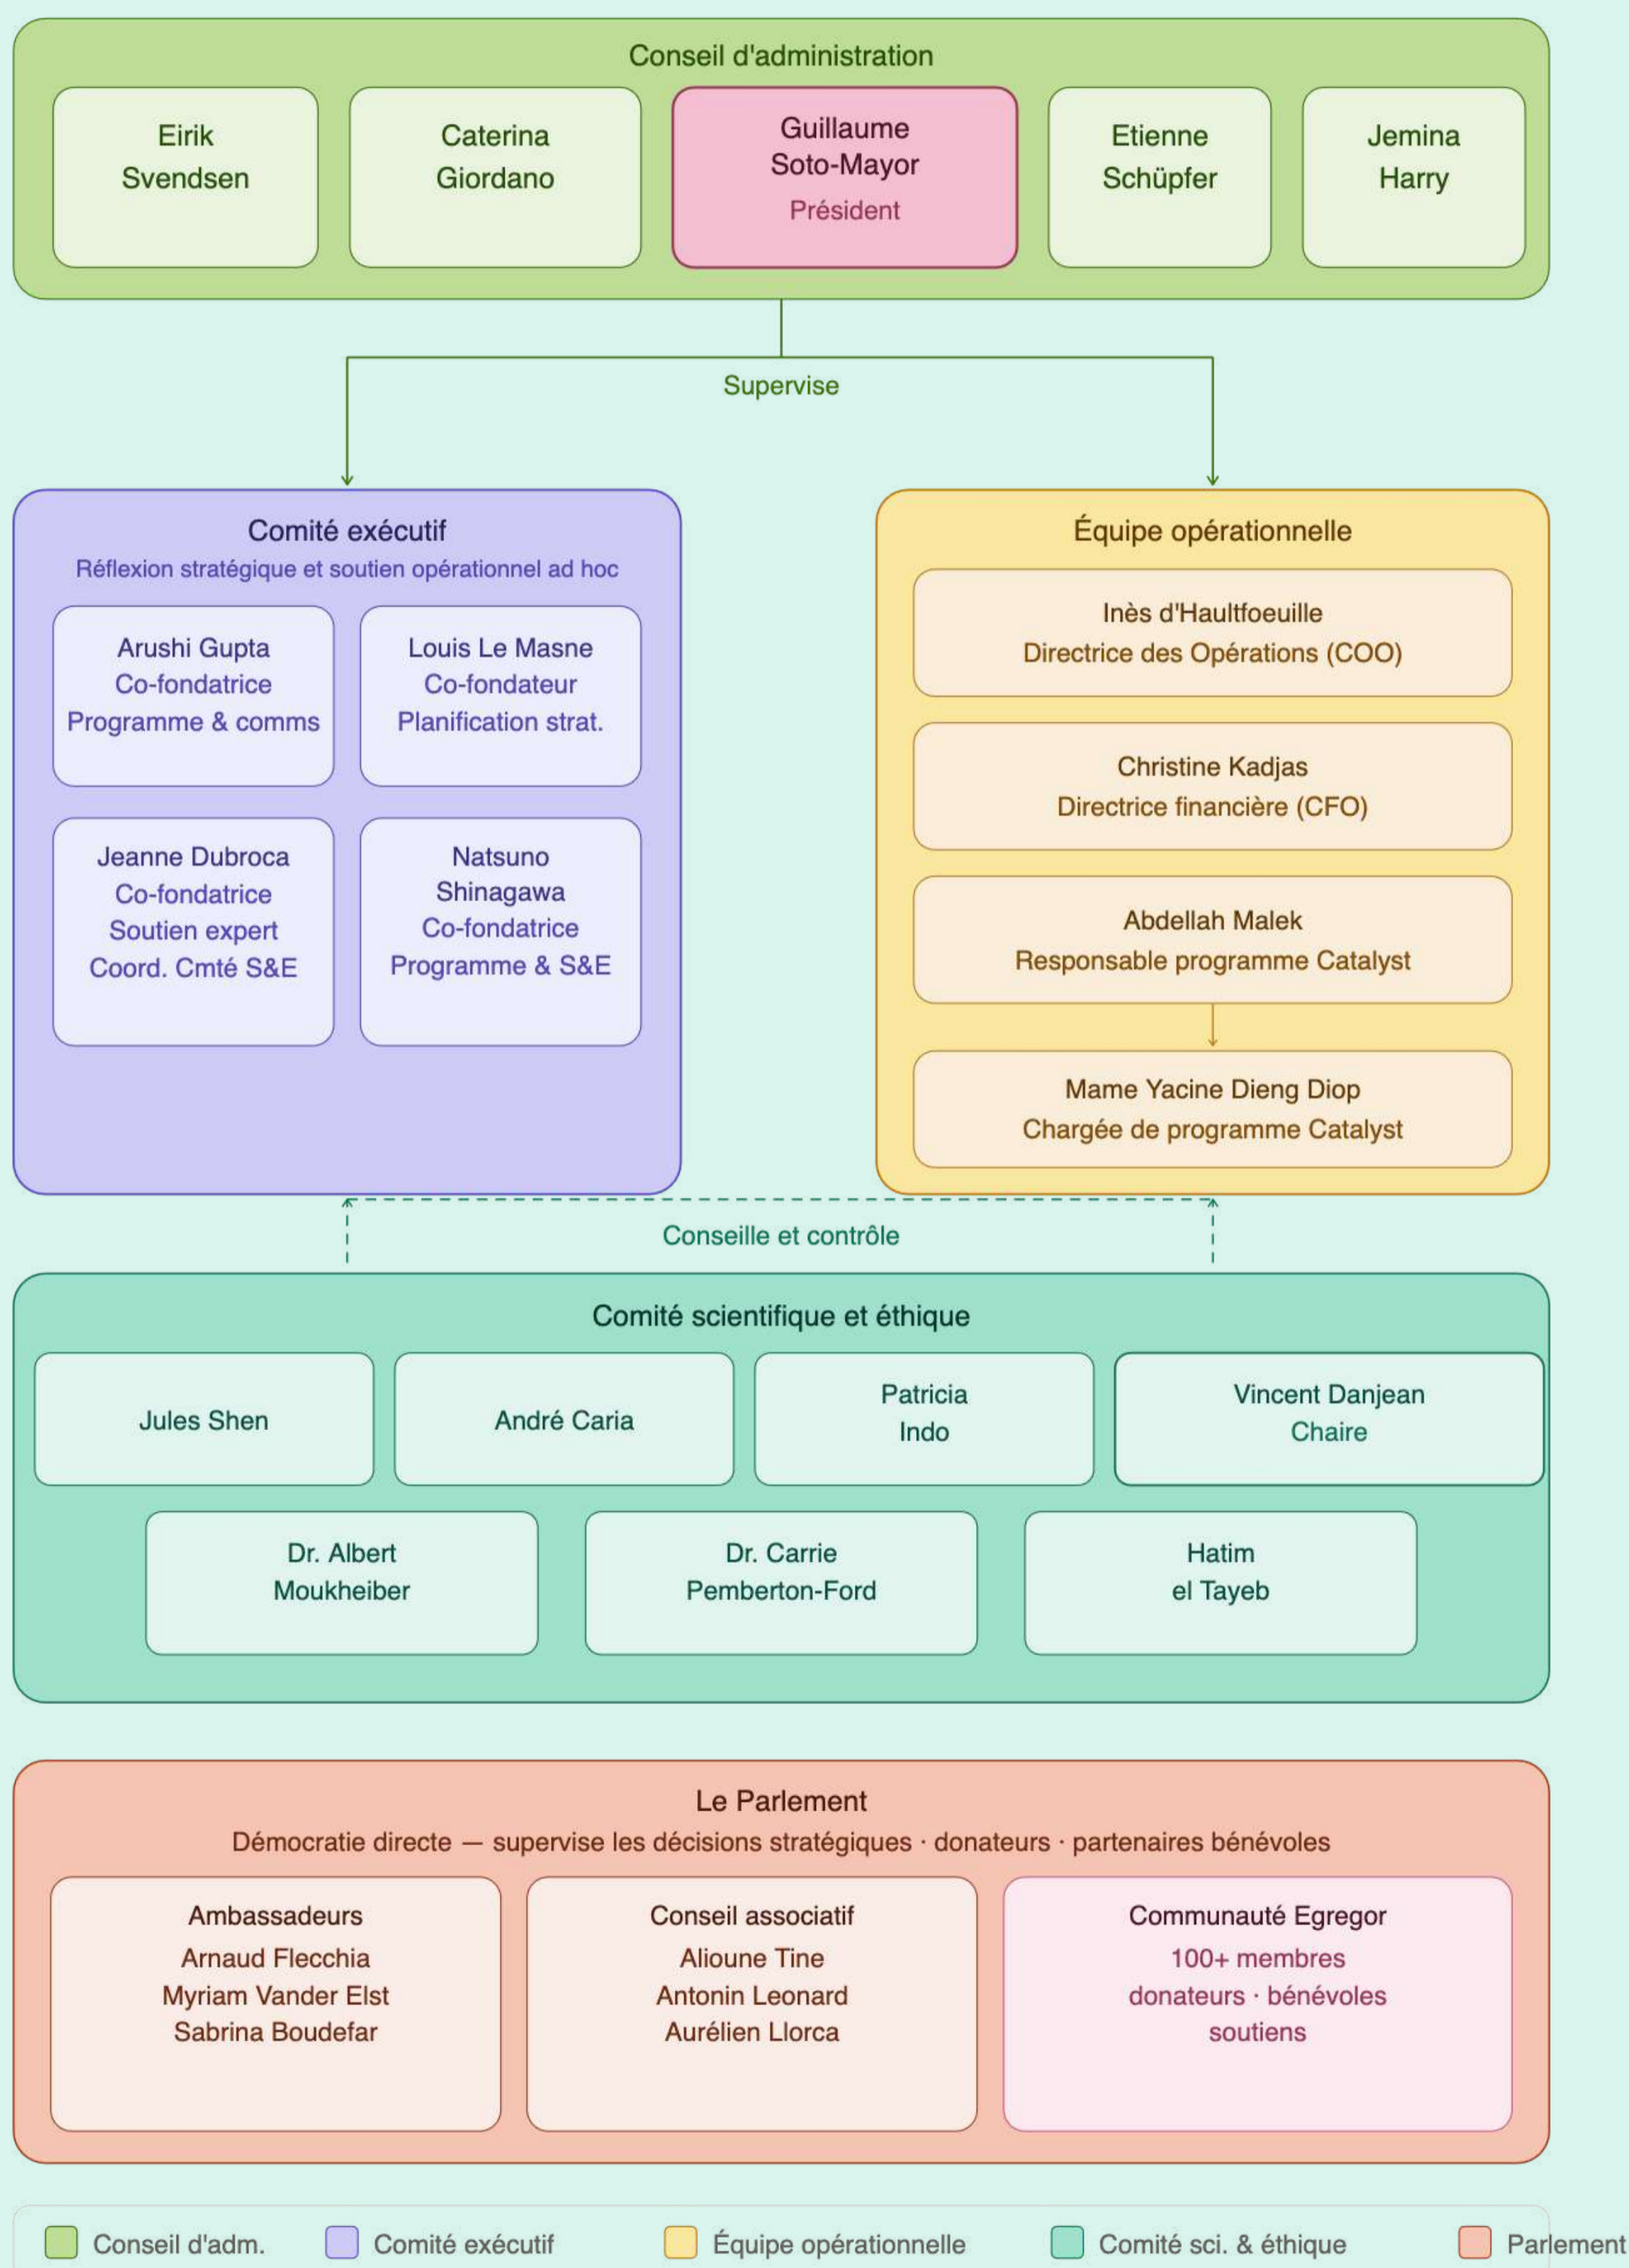 Conseil d'administration
Eirik
Svendsen
Caterina
Giordano
Guillaume
Soto-Mayor
Président
Etienne
Schüpfer
Jemina
Harry
Supervise
Comité exécutif
Réflexion stratégique et soutien opérationnel ad hoc
Arushi Gupta
Co-fondatrice
Programme & comms
Louis Le Masne
Co-fondateur
Planification strat.
Jeanne Dubroca
Co-fondatrice
Soutien expert
Coord. Cmté S&E
Natsuno
Shinagawa
Co-fondatrice
Programme & S&E
Équipe opérationnelle
Inès d'Haultfoeuille
Directrice des Opérations (COO)
Christine Kadjas
Directrice financière (CFO)
Abdellah Malek
Responsable programme Catalyst
Mame Yacine Dieng Diop
Chargée de programme Catalyst
Conseille et contrôle
Comité scientifique et éthique
Jules Shen
André Caria
Patricia
Indo
Vincent Danjean
Chaire
Dr. Albert
Moukheiber
Dr. Carrie
Pemberton-Ford
Hatim
el Tayeb
Le Parlement
Démocratie directe — supervise les décisions stratégiques · donateurs · partenaires bénévoles
Ambassadeurs
Arnaud Flecchia
Myriam Vander Elst
Sabrina Boudefar
Conseil associatif
Alioune Tine
Antonin Leonard
Aurélien Llorca
Communauté Egregor
100+ membres
donateurs · bénévoles
soutiens
Conseil d'adm.
Comité exécutif
Équipe opérationnelle
Comité sci. & éthique
Parlement